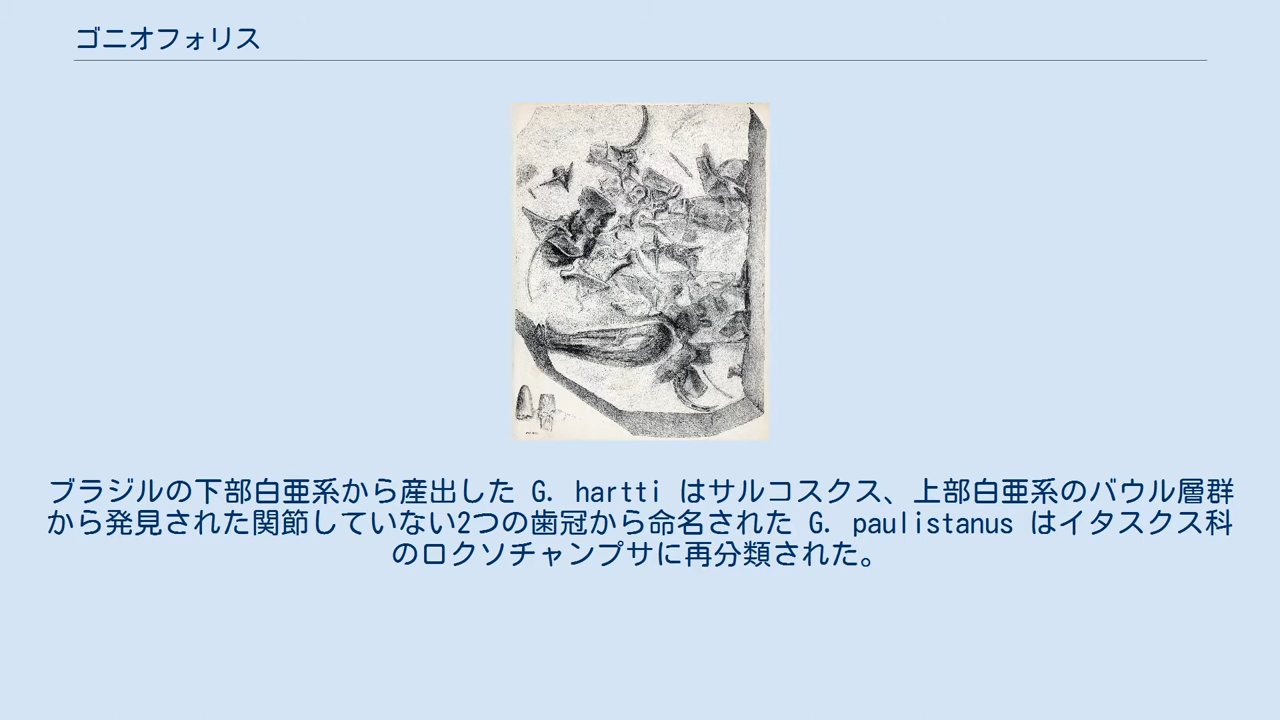 ゴニオフォリス
ブラジルの下部白亜系から産出した G. hartti はサルコスクス、上部白亜系のバウル層群
から発見された関節していない2つの歯冠から命名された G. paulistanus はイタスクス科
のロクソチャンプサに再分類された。